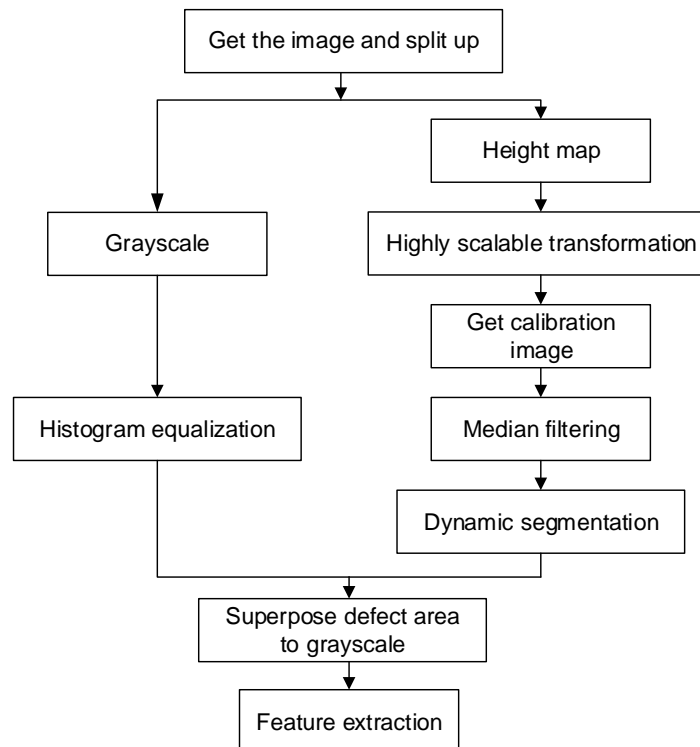 Get the image and split up
Height map
Grayscale
Highly scalable transformation
Get calibration
image
Histogram equalization
Median filtering
Dynamic segmentation
Superpose defect area
to grayscale
Feature extraction